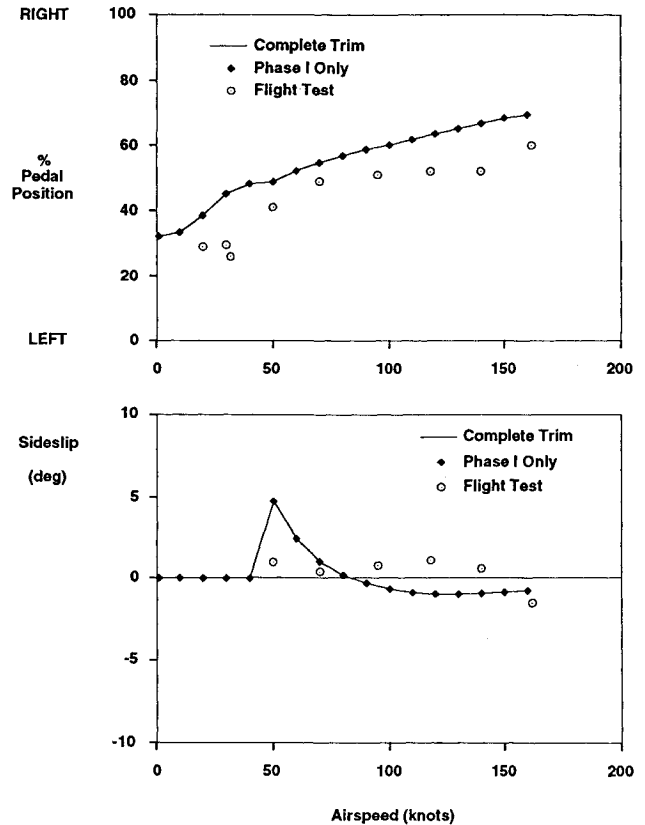 RIGHT
100
Complete Trim
Phase I Only
Flight Test
80
60
%
Pedal
Position
40
20
LEFT
0
0 50 100 150 200
10
Sideslip
(deg)
Complete Trim
Phase I Only
Flight Test
5
0
-5
-10
0 50 100 150 200
Airspeed (knots)